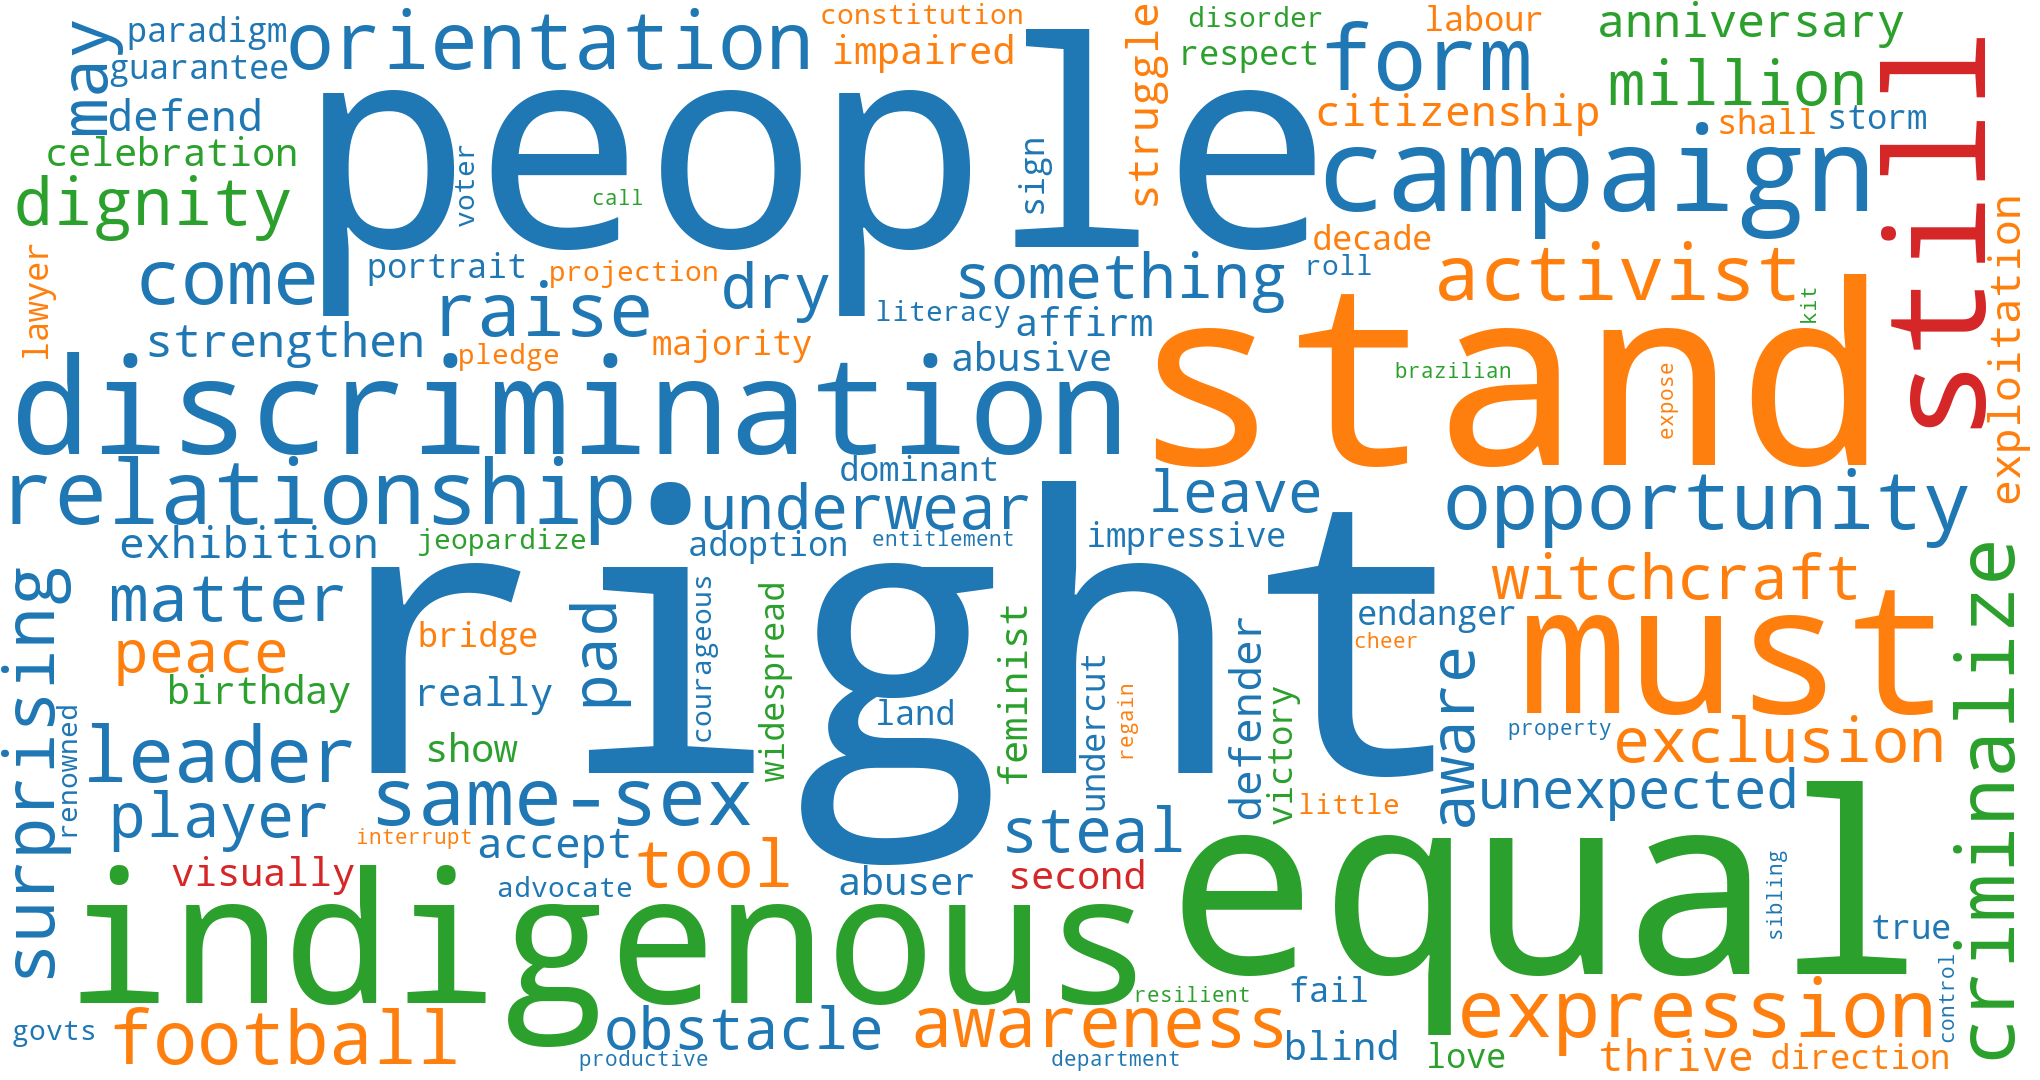 paradigm
guarantee
may
defend
orientation
constitution
impaired
struggle
disorder
respect
form
labour
anniversary
million
citizenship
shall
storm
people
campaign
still
celebration
dignity
voter
call
sign
decade
roll
lawyer
come
portrait
projection
raise
dry
something
literacy
affirm
activist
kit
exploitation
strengthen
pledge
majority
abusive
stand
brazilian
expose
discrimination
relationship
dominant
underwear
leave
opportunity
exhibition
jeopardize
adoption
entitlement
impressive
right
surprising
matter
peace
birthday
bridge
really
pad
courageous
widespread
land
feminist
undercut
regain
defender
victory
endanger
cheer
witchcraft
must
aware
property
exclusion
criminalize
renowned
leader
show
player
same-sex
little
unexpected
interrupt
accept
tool
steal
visually
advocate
abuser
second
equal
sibling
true
indigenous
resilient
fail
expression
control
govts
football
obstacle
awareness
blind
productive
department
love
thrive
direction